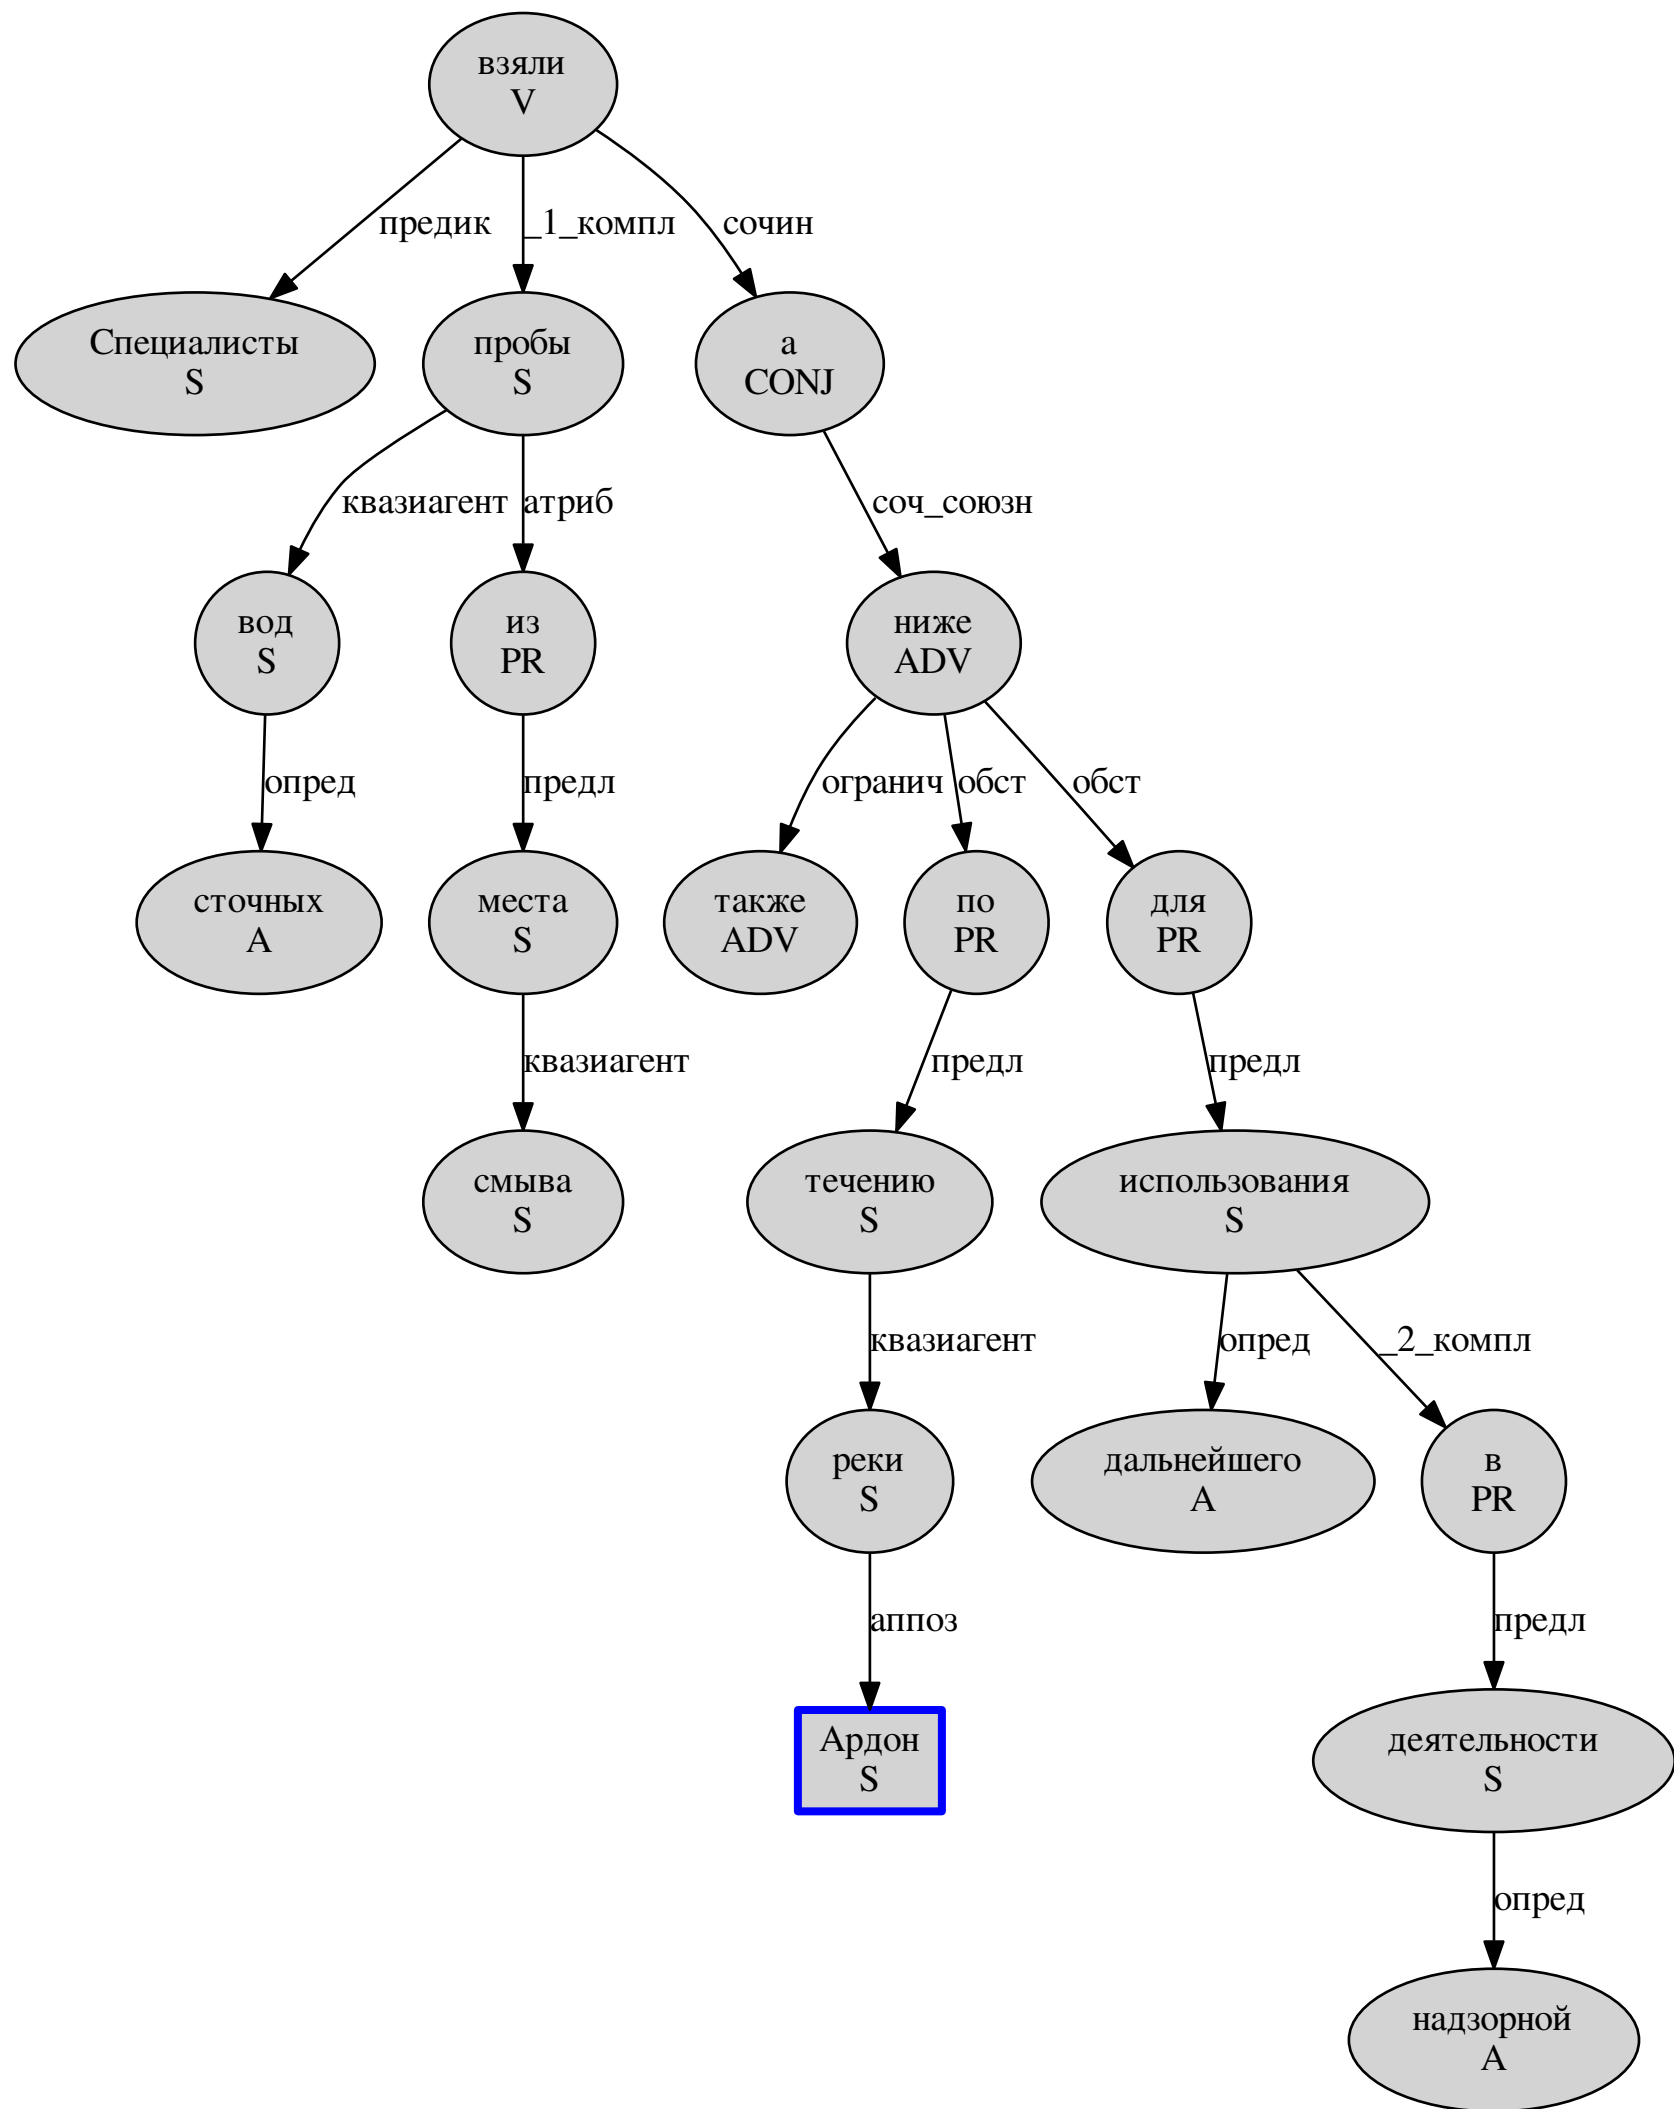 взяли
V
предик
_1_компл
сочин
Специалисты
S
пробы
S
а
CONJ
квазиагент
атриб
соч_союзн
вод
S
из
PR
ниже
ADV
опред
предл
огранич
обст
обст
сточных
A
места
S
также
ADV
по
PR
для
PR
квазиагент
предл
предл
смыва
S
течению
S
использования
S
квазиагент
опред
_2_компл
реки
S
дальнейшего
A
в
PR
аппоз
предл
Ардон
S
деятельности
S
опред
надзорной
A